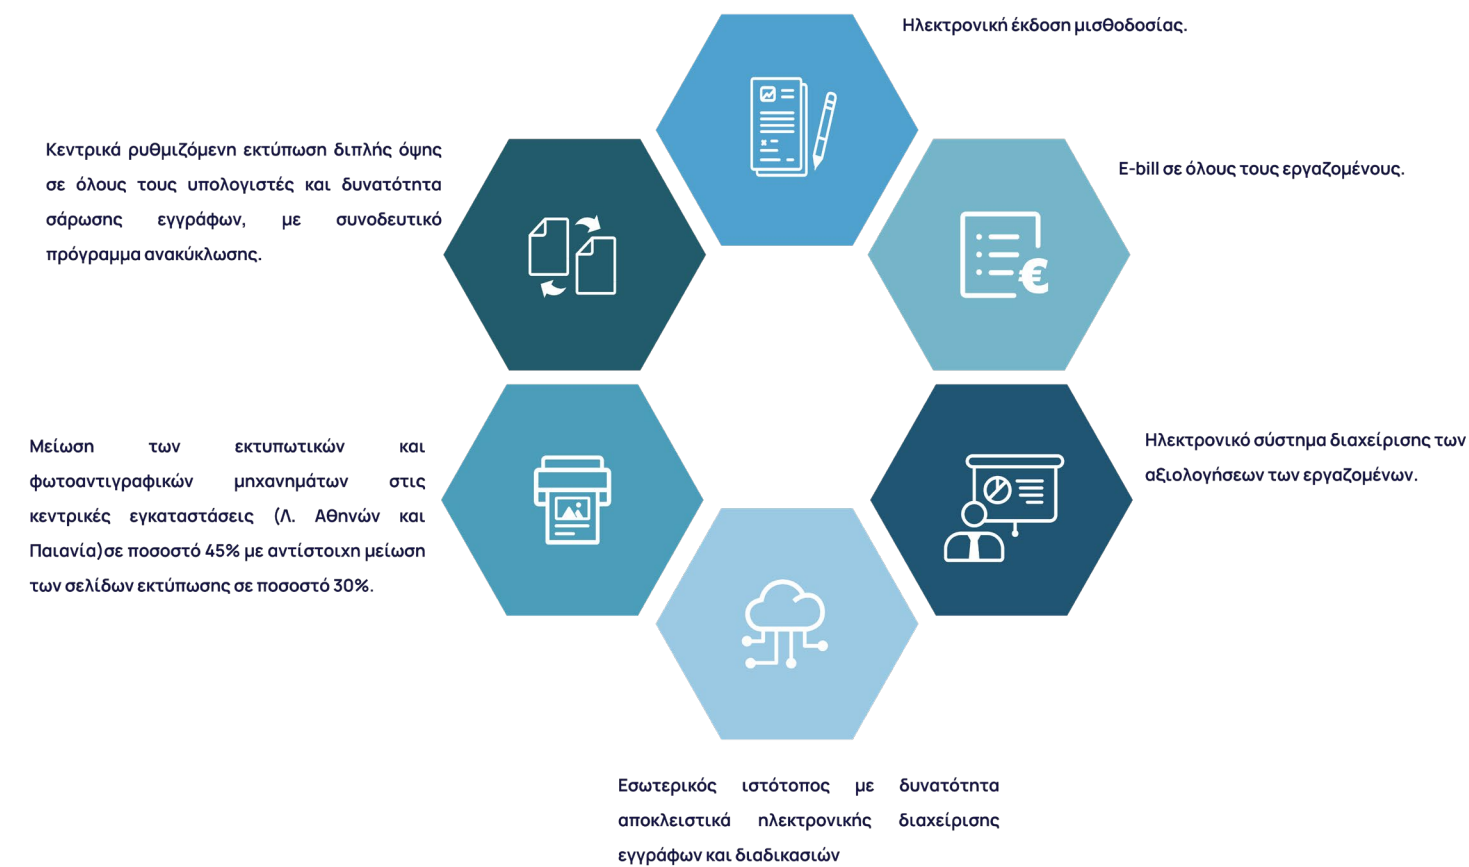 Ηλεκτρονική έκδοση μισθοδοσίας.
E-bill σε όλους τους εργαζομένους.
Ηλεκτρονικό σύστημα διαχείρισης των
αξιολογήσεων των εργαζομένων.
Εσωτερικός ιστότοπος με δυνατότητα
αποκλειστικά ηλεκτρονικής διαχείρισης
εγγράφων και διαδικασιών
Μείωση των εκτυπωτικών και
φωτοαντιγραφικών μηχανημάτων στις
κεντρικές εγκαταστάσεις (Λ. Αθηνών και
Παιανία)σε ποσοστό 45% με αντίστοιχη μείωση
των σελίδων εκτύπωσης σε ποσοστό 30%.
Κεντρικά ρυθμιζόμενη εκτύπωση διπλής όψης
σε όλους τους υπολογιστές και δυνατότητα
σάρωσης εγγράφων, με συνοδευτικό
πρόγραμμα ανακύκλωσης.